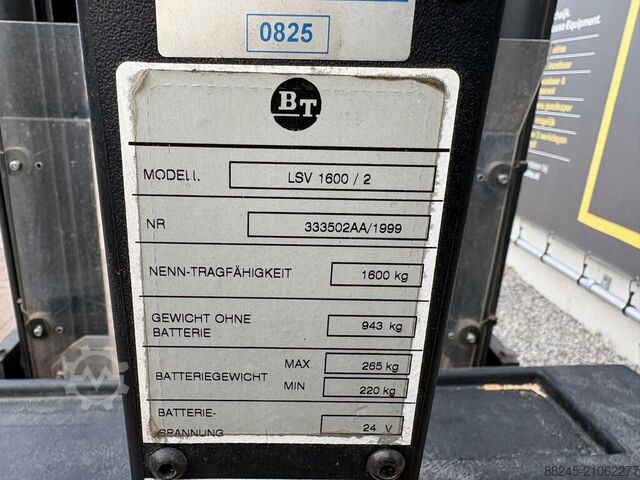 0825
BT
MODELL LSV 1600 / 2
NR 333502AA/1999
NENN-TRAGFÄHIGKEIT 1600 kg
GEWICHT OHNE
BATTERIE 943 kg
BATTERIEGEWICHT MAX 265 kg
MIN 220 kg
BATTERIE-
SPANNUNG 24 V
88245-21062277